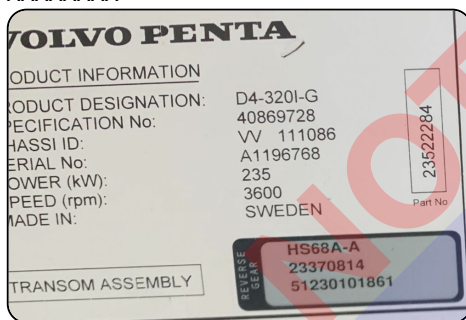 VOLVO PENTA
ODUCT INFORMATION
RODUCT DESIGNATION: D4-320I-G
PECIFICATION No: 40869728
HASSI ID: VV 111086
ERIAL No: A1196768
OWER (kW): 235
PEED (rpm): 3600
MADE IN: SWEDEN
23522284
Part No
TRANSOM ASSEMBLY
REVERSE GEAR
HS68A-A
23370814
51230101861
NOT